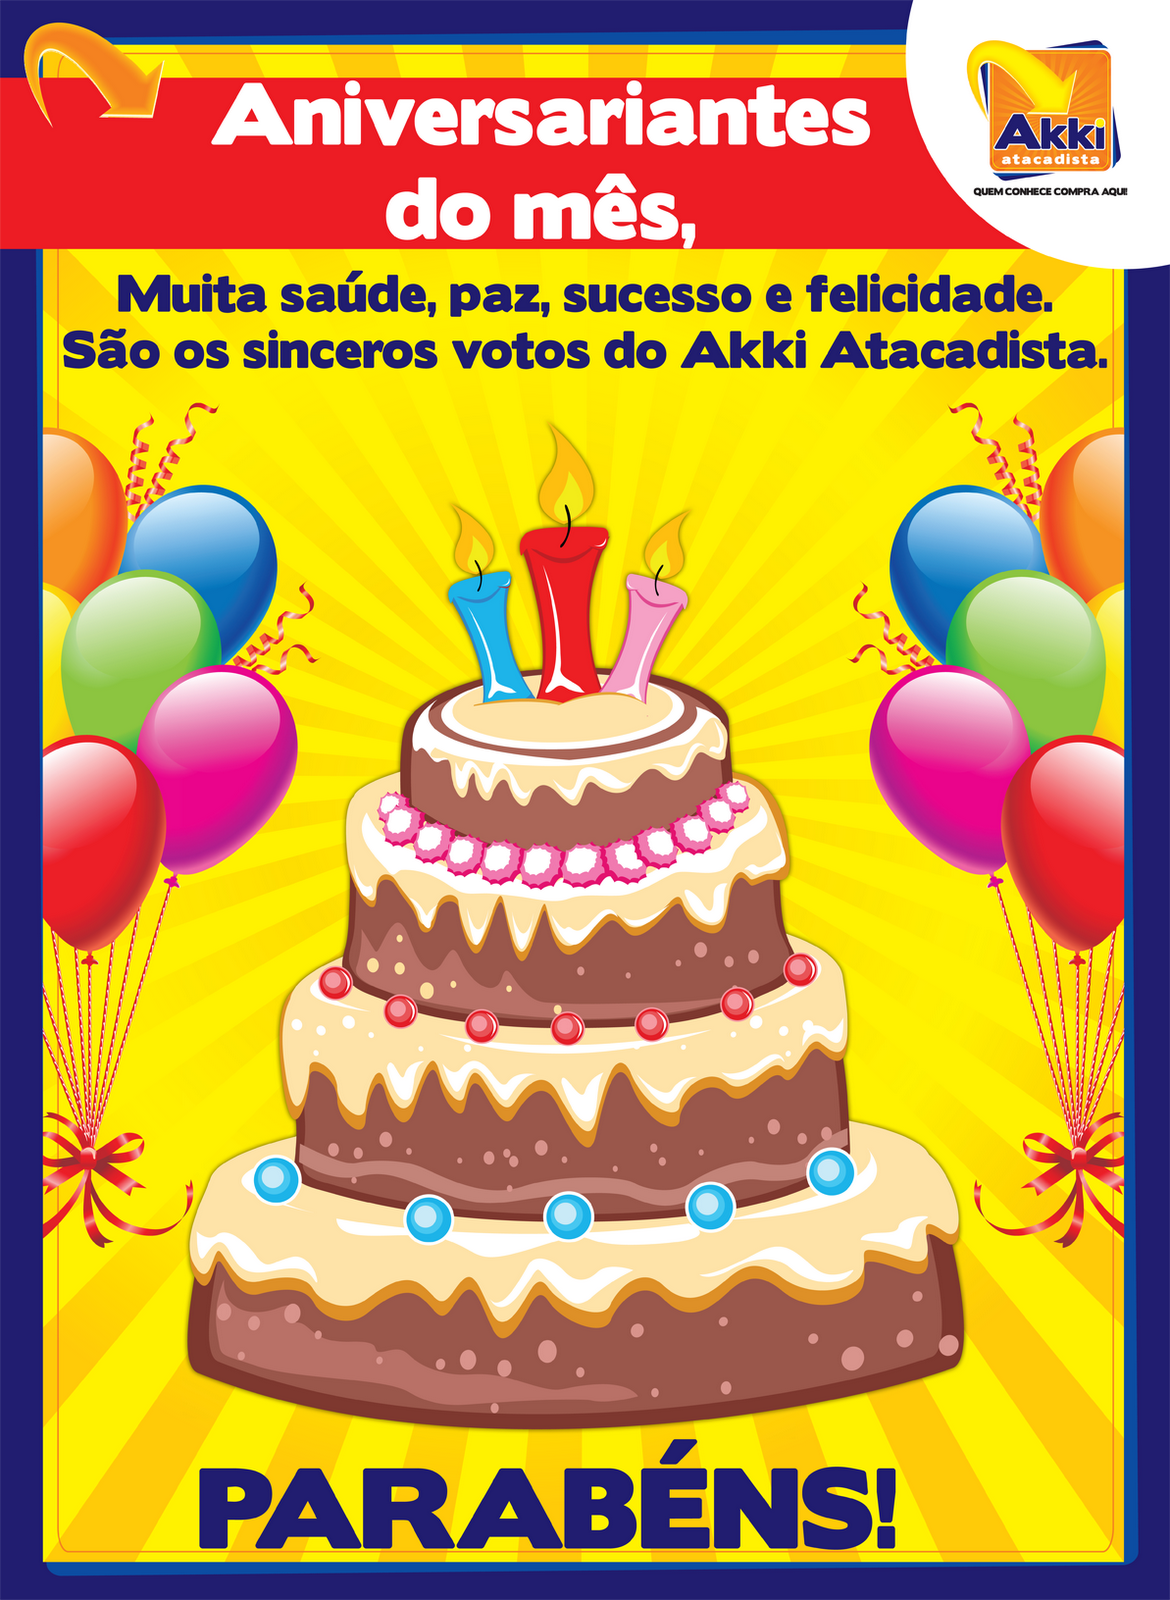 Aniversariantes
do mês,
Akki
atacadista
QUEM CONHECE COMPRA AQUI!
Muita saúde, paz, sucesso e felicidade.
São os sinceros votos do Akki Atacadista.
PARABÉNS!